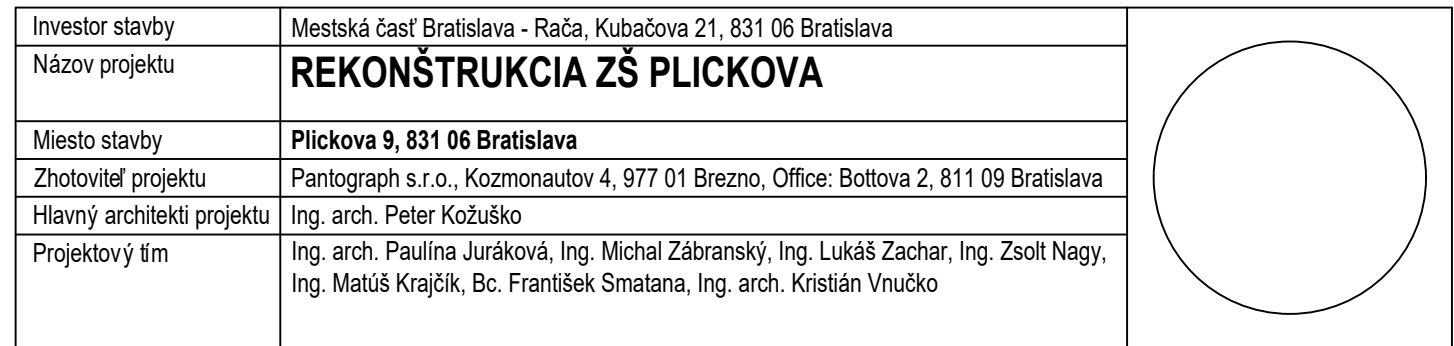 Investor stavby Mestská časť Bratislava - Rača, Kubačova 21, 831 06 Bratislava
Názov projektu REKONŠTRUKCIA ZŠ PLICKOVA
Miesto stavby Plickova 9, 831 06 Bratislava
Zhotoviteľ projektu Pantograph s.r.o., Kozmonautov 4, 977 01 Brezno, Office: Bottova 2, 811 09 Bratislava
Hlavný architekti projektu Ing. arch. Peter Kožuško
Projektový tím Ing. arch. Paulína Juráková, Ing. Michal Zábranský, Ing. Lukáš Zachar, Ing. Zsolt Nagy,
Ing. Matúš Krajčík, Bc. František Smatana, Ing. arch. Kristián Vnučko